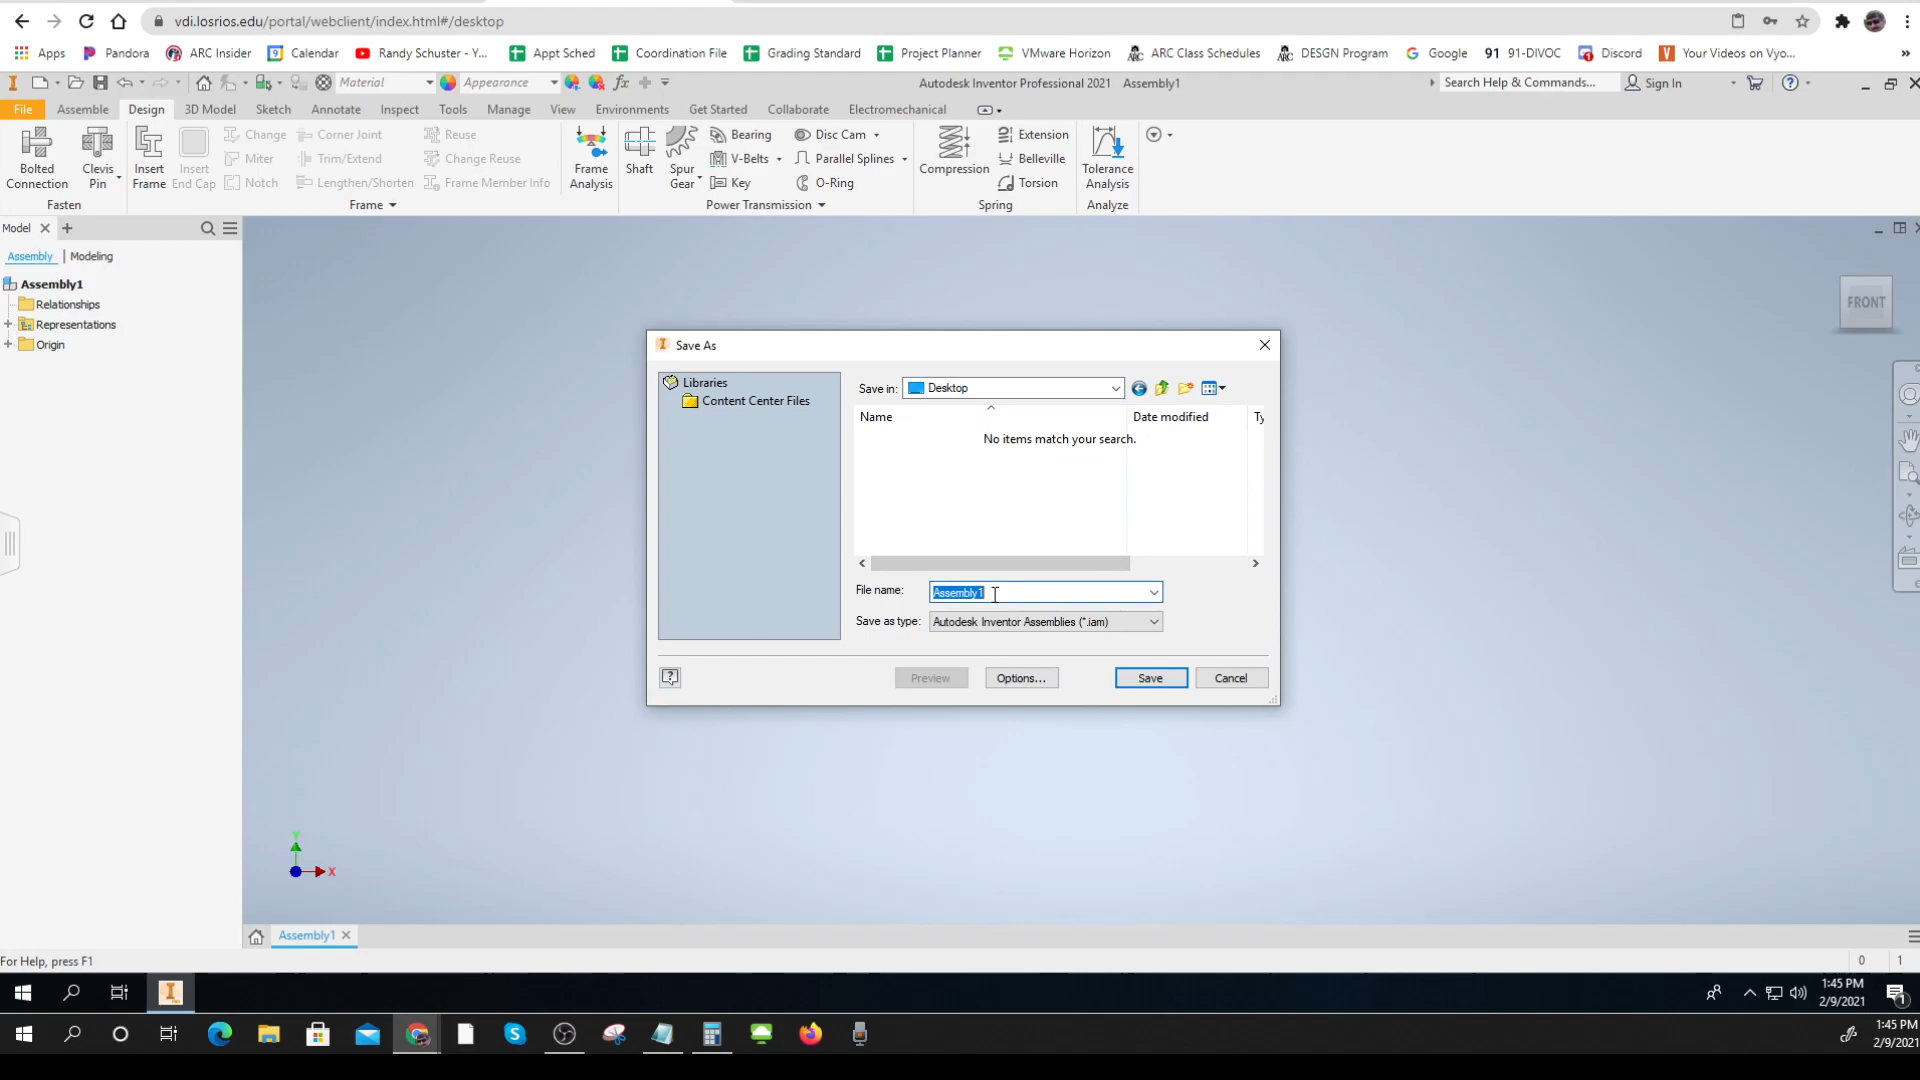 vdi.losrios.edu/portal/webclient/index.html#/desktop
Apps Pandora ARC Insider Calendar Randy Schuster - Y... Appt Sched Coordination File Grading Standard Project Planner VMware Horizon ARC Class Schedules DESGN Program Google 91 91-DIVOC Discord Your Videos on Vyo... »
Material Appearance fx Autodesk Inventor Professional 2021 Assembly1 Search Help & Commands... Sign In
File Assemble Design 3D Model Sketch Annotate Inspect Tools Manage View Environments Get Started Collaborate Electromechanical
Change Corner Joint Reuse Bearing Disc Cam Extension
Miter Trim/Extend Change Reuse V-Belts Parallel Splines Belleville
Bolted Connection Clevis Pin Insert Frame Insert End Cap Frame Analysis Shaft Spur Gear Compression Tolerance Analysis
Notch Lengthen/Shorten Frame Member Info Key O-Ring Torsion
Fasten Frame Power Transmission Spring Analyze
Model
Assembly | Modeling
Assembly1
Relationships
Representations
Origin
FRONT
Save As
Libraries
Content Center Files
Save in: Desktop
Name Date modified Ty
No items match your search.
File name: Assembly1
Save as type: Autodesk Inventor Assemblies (*.iam)
Preview Options... Save Cancel
Y
X
Assembly1
For Help, press F1 0 1
1:45 PM
2/9/2021
1
1:45 PM
2/9/2021